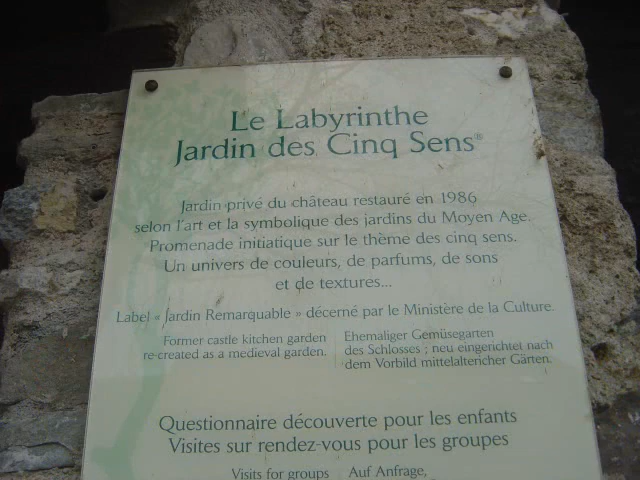 Le Labyrinthe
Jardin des Cinq Sens®
Jardin privé du château restauré en 1986
selon l'art et la symbolique des jardins du Moyen Age.
Promenade initiatique sur le thème des cinq sens.
Un univers de couleurs, de parfums, de sons
et de textures...
Label « Jardin Remarquable » décerné par le Ministère de la Culture.
Former castle kitchen garden
re-created as a medieval garden.
Ehemaliger Gemüsegarten
des Schlosses ; neu eingerichtet nach
dem Vorbild mittelaltericher Gärten.
Questionnaire découverte pour les enfants
Visites sur rendez-vous pour les groupes
Visits for groups
Auf Anfrage,